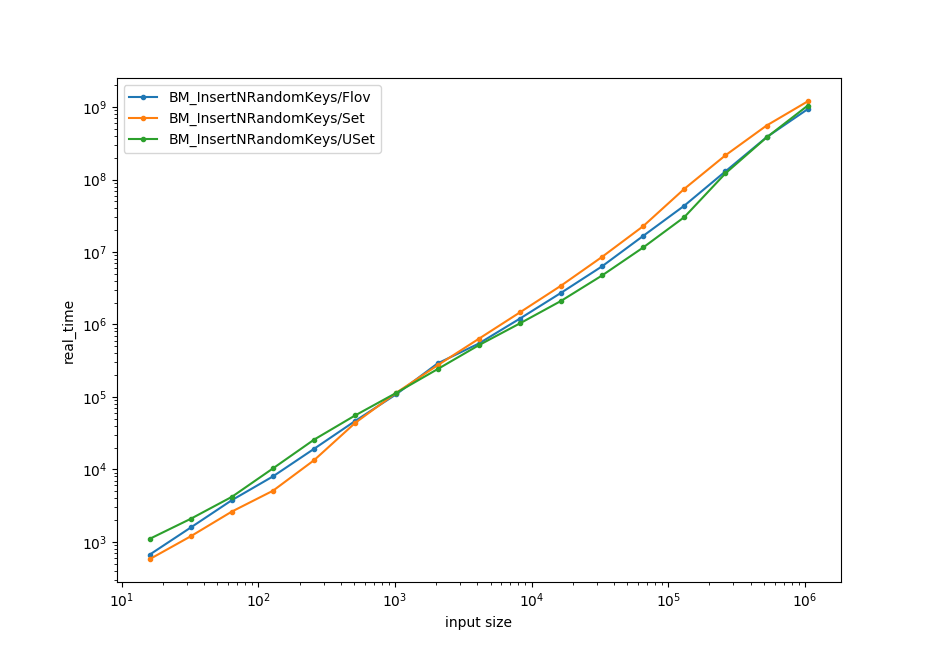 BM_InsertNRandomKeys/Flov
BM_InsertNRandomKeys/Set
BM_InsertNRandomKeys/USet
10⁹
10⁸
10⁷
10⁶
10⁵
10⁴
10³
real_time
10¹ 10² 10³ 10⁴ 10⁵ 10⁶
input size